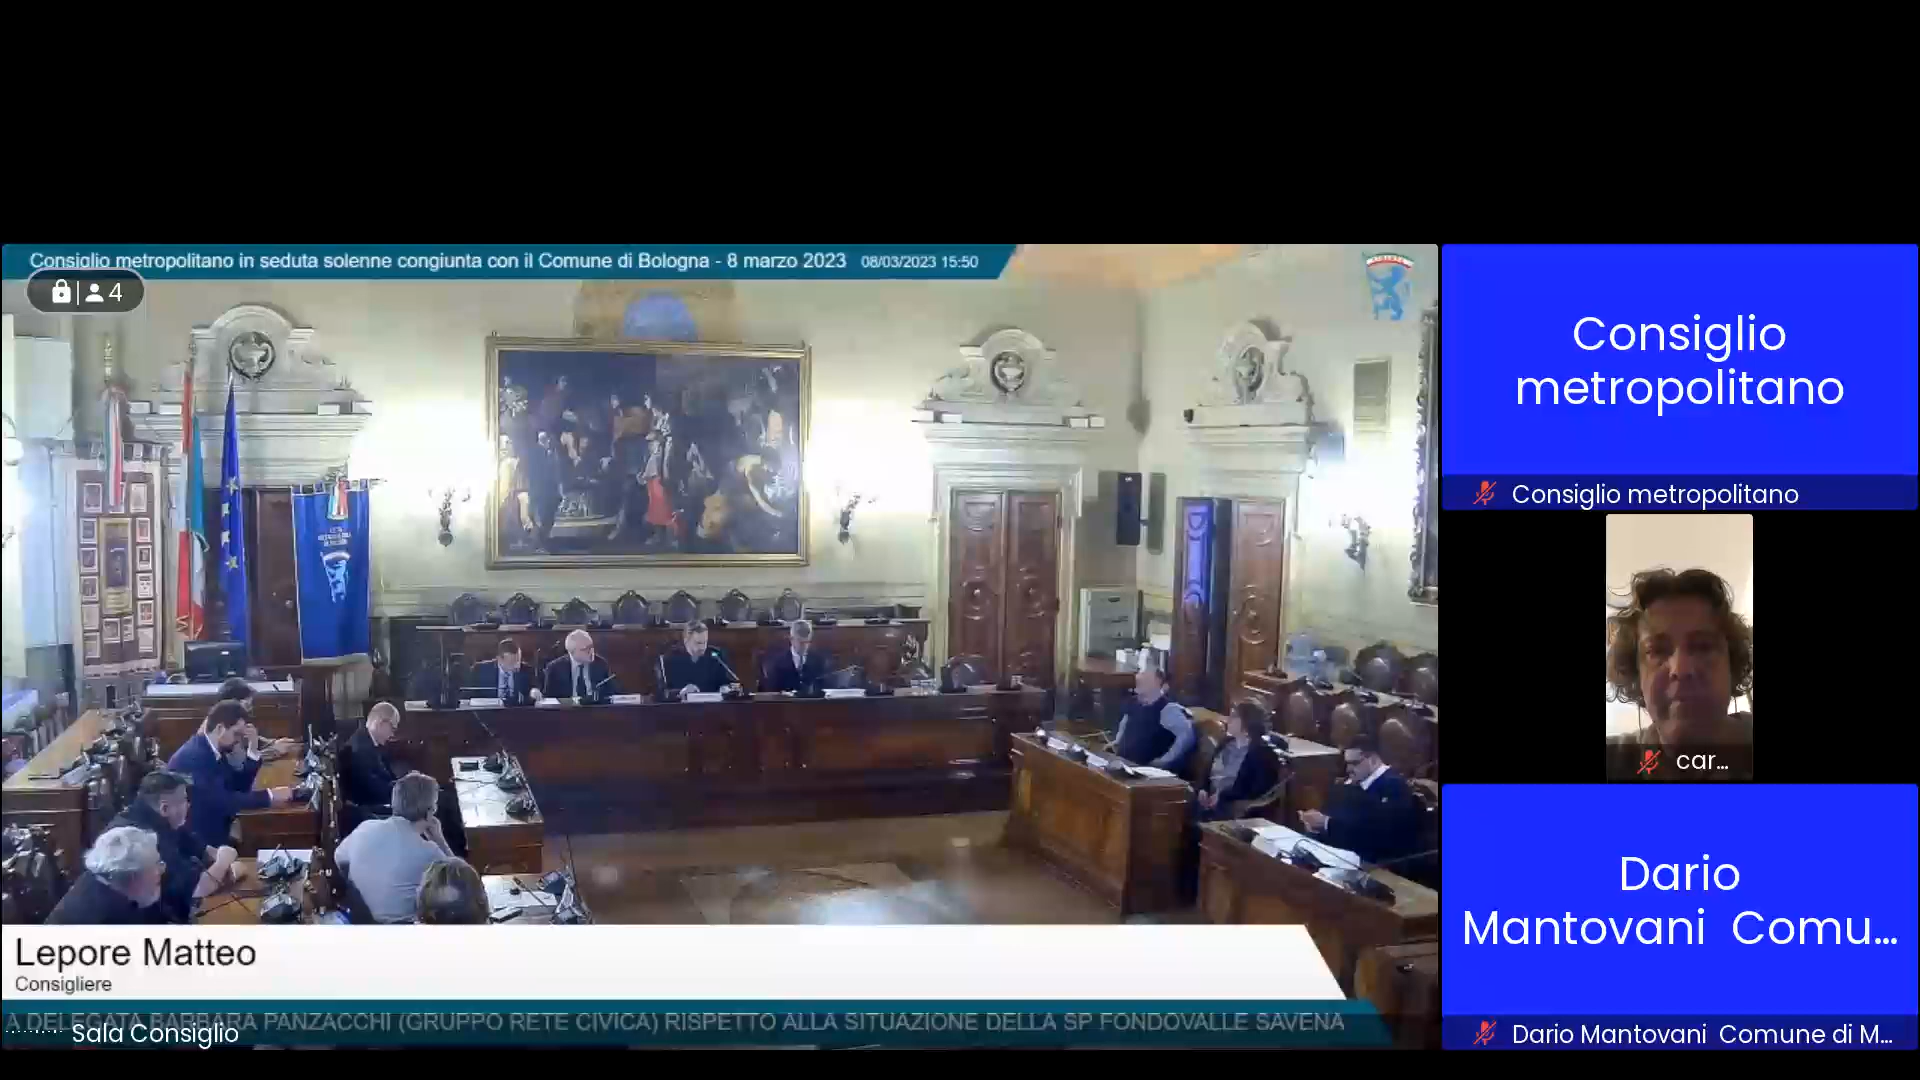 Consiglio metropolitano in seduta solenne congiunta con il Comune di Bologna - 8 marzo 2023 08/03/2023 15:50
4
Consiglio
metropolitano
Consiglio metropolitano
car...
Dario
Mantovani Comu...
Dario Mantovani Comune di M...
Lepore Matteo
Consigliere
A DELEGATA BARBARA PANZACCHI (GRUPPO RETE CIVICA) RISPETTO ALLA SITUAZIONE DELLA SP FONDOVALLE SAVENA
Sala Consiglio